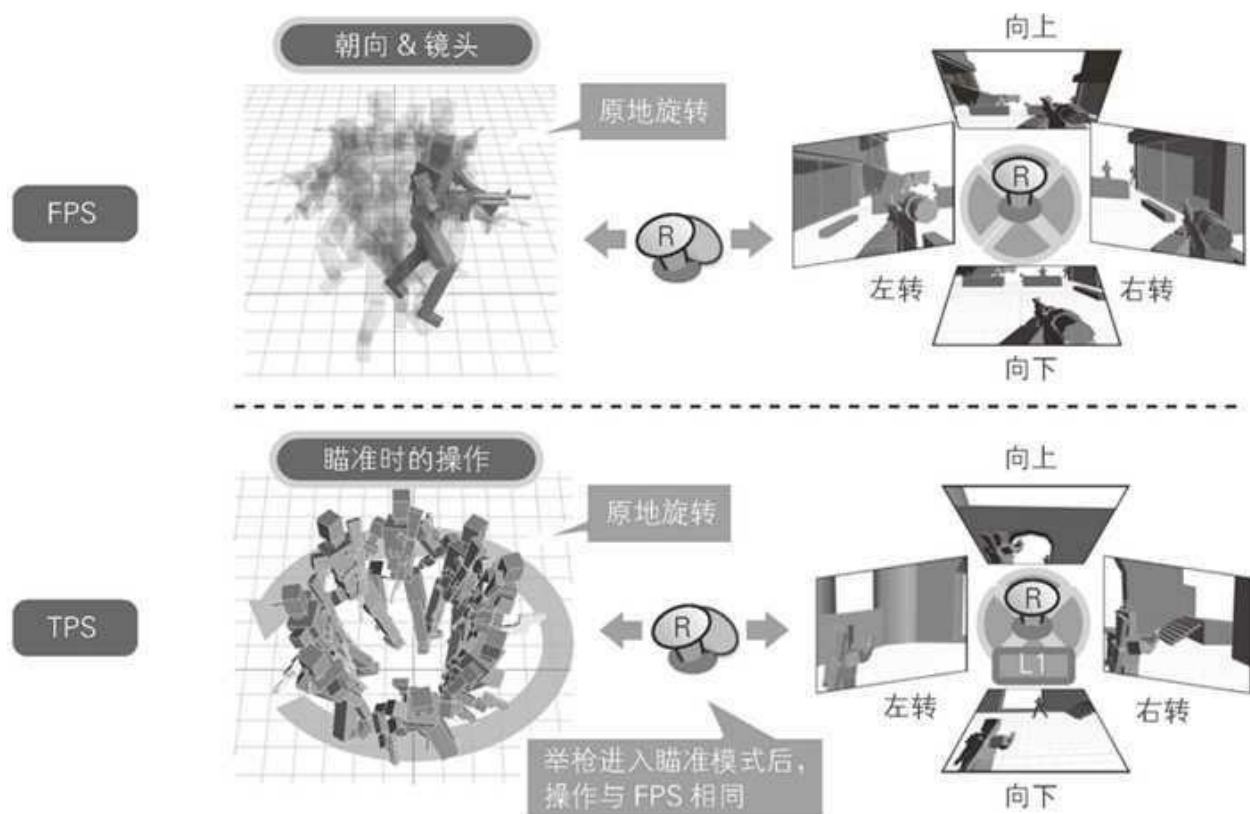 朝向 & 镜头
向上
原地旋转
FPS
R
R
左转
右转
向下
瞄准时的操作
向上
原地旋转
TPS
R
R
L1
左转
右转
举枪进入瞄准模式后，
操作与 FPS 相同
向下